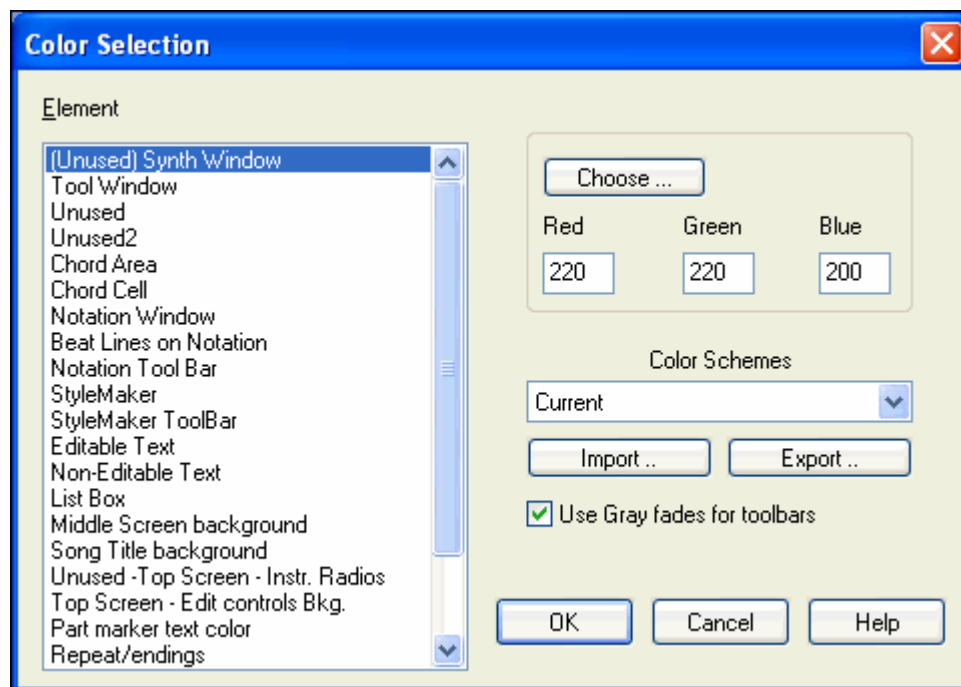 Color Selection
Element
(Unused) Synth Window
Tool Window
Unused
Unused2
Chord Area
Chord Cell
Notation Window
Beat Lines on Notation
Notation Tool Bar
StyleMaker
StyleMaker ToolBar
Editable Text
Non-Editable Text
List Box
Middle Screen background
Song Title background
Unused -Top Screen - Instr. Radios
Top Screen - Edit controls Bkg.
Part marker text color
Repeat/endings
Choose ...
Red Green Blue
220 220 200
Color Schemes
Current
Import .. Export ..
Use Gray fades for toolbars
OK Cancel Help